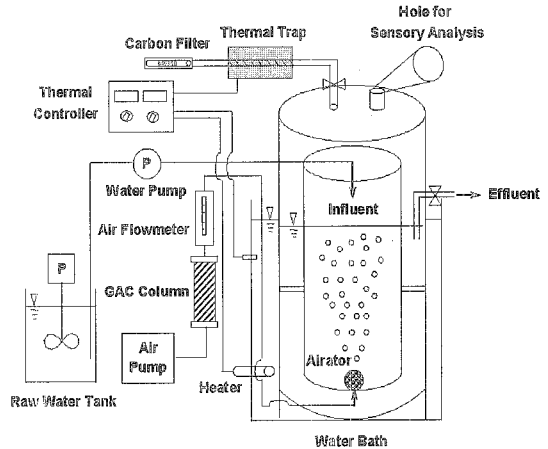 Hole for
Sensory Analysis
Thermal Trap
Carbon Filter
Thermal
Controller
P
Water Pump
Influent
Effluent
Air Flowmeter
P
GAC Column
Air
Pump
Airator
Heater
Raw Water Tank
Water Bath